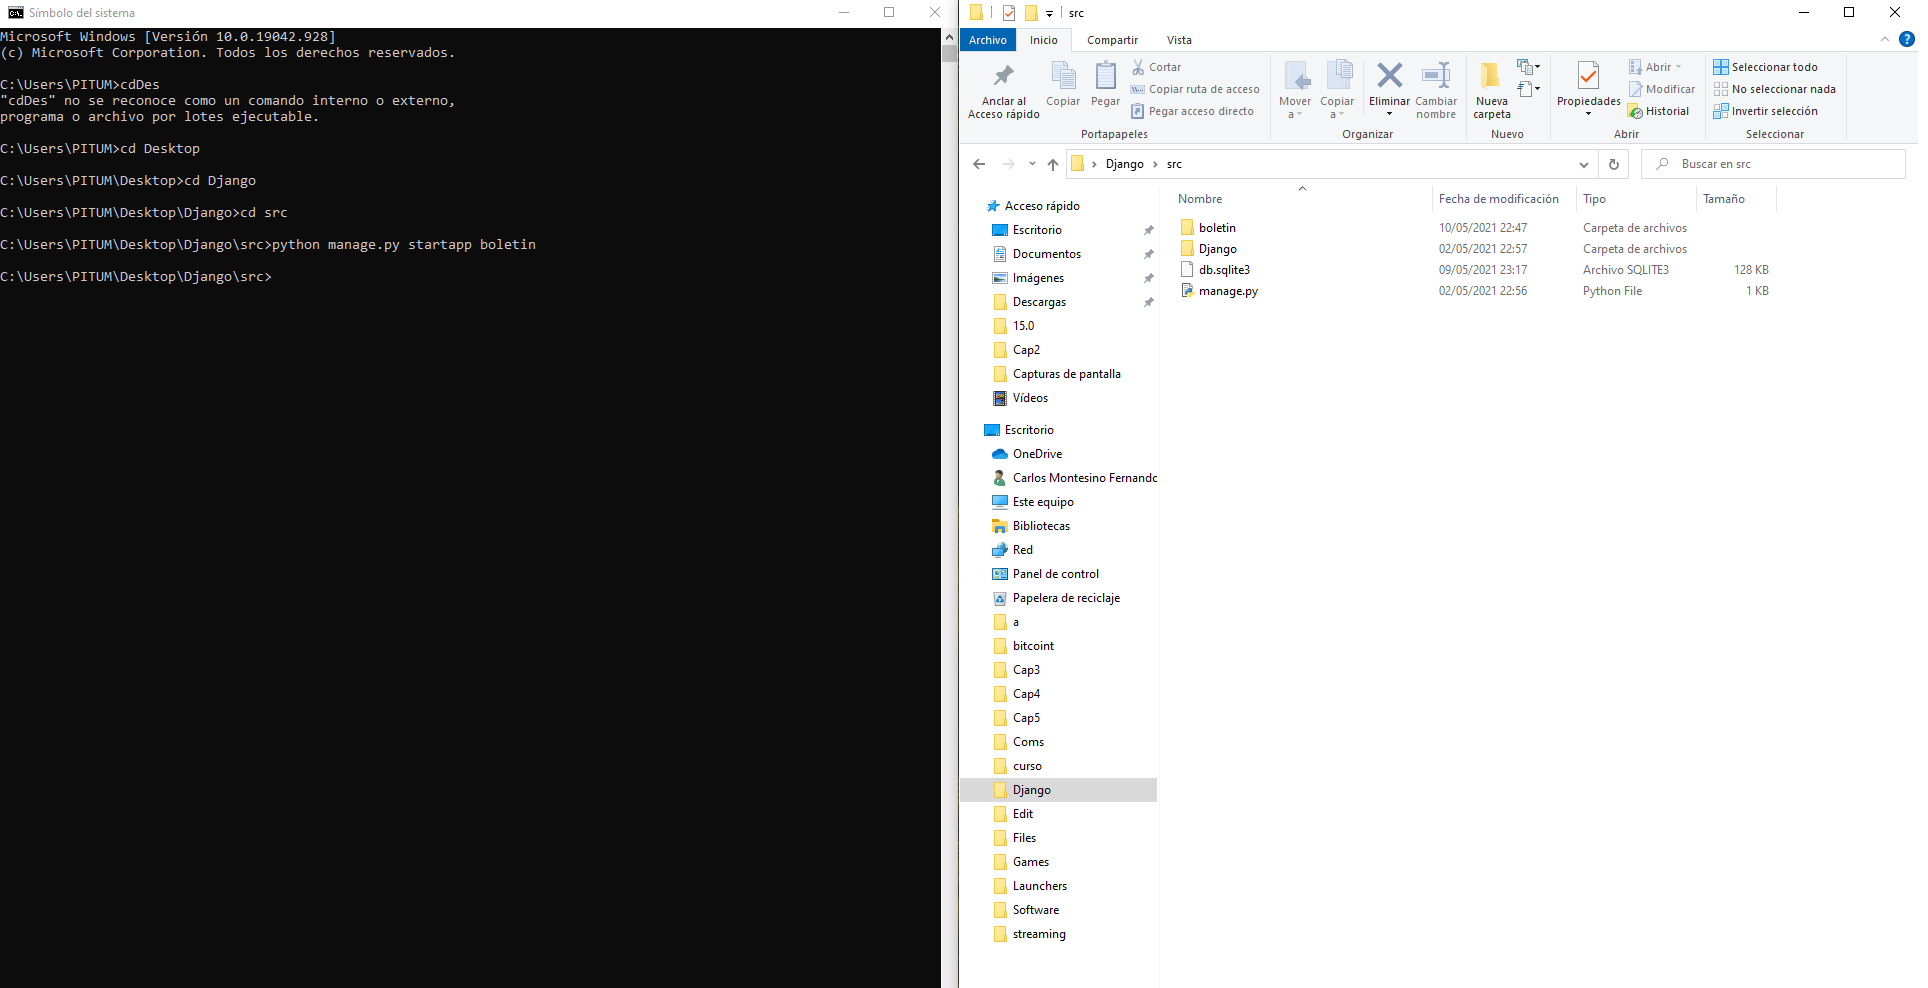 Símbolo del sistema
Microsoft Windows [Versión 10.0.19042.928]
(c) Microsoft Corporation. Todos los derechos reservados.
C:\Users\PITUM>cdDes
"cdDes" no se reconoce como un comando interno o externo,
programa o archivo por lotes ejecutable.
C:\Users\PITUM>cd Desktop
C:\Users\PITUM\Desktop>cd Django
C:\Users\PITUM\Desktop\Django>cd src
C:\Users\PITUM\Desktop\Django\src>python manage.py startapp boletin
C:\Users\PITUM\Desktop\Django\src>
src
Archivo Inicio Compartir Vista
Anclar al
Acceso rápido
Copiar
Pegar
Cortar
Copiar ruta de acceso
Pegar acceso directo
Portapapeles
Mover
a
Copiar
a
Eliminar
Cambiar
nombre
Organizar
Nueva
carpeta
Nuevo
Propiedades
Abrir
Modificar
Historial
Abrir
Seleccionar todo
No seleccionar nada
Invertir selección
Seleccionar
Django > src
Buscar en src
Nombre Fecha de modificación Tipo Tamaño
boletin 10/05/2021 22:47 Carpeta de archivos
Django 02/05/2021 22:57 Carpeta de archivos
db.sqlite3 09/05/2021 23:17 Archivo SQLITE3 128 KB
manage.py 02/05/2021 22:56 Python File 1 KB
Acceso rápido
Escritorio
Documentos
Imágenes
Descargas
15.0
Cap2
Capturas de pantalla
Vídeos
Escritorio
OneDrive
Carlos Montesino Fernando
Este equipo
Bibliotecas
Red
Panel de control
Papelera de reciclaje
a
bitcoint
Cap3
Cap4
Cap5
Coms
curso
Django
Edit
Files
Games
Launchers
Software
streaming